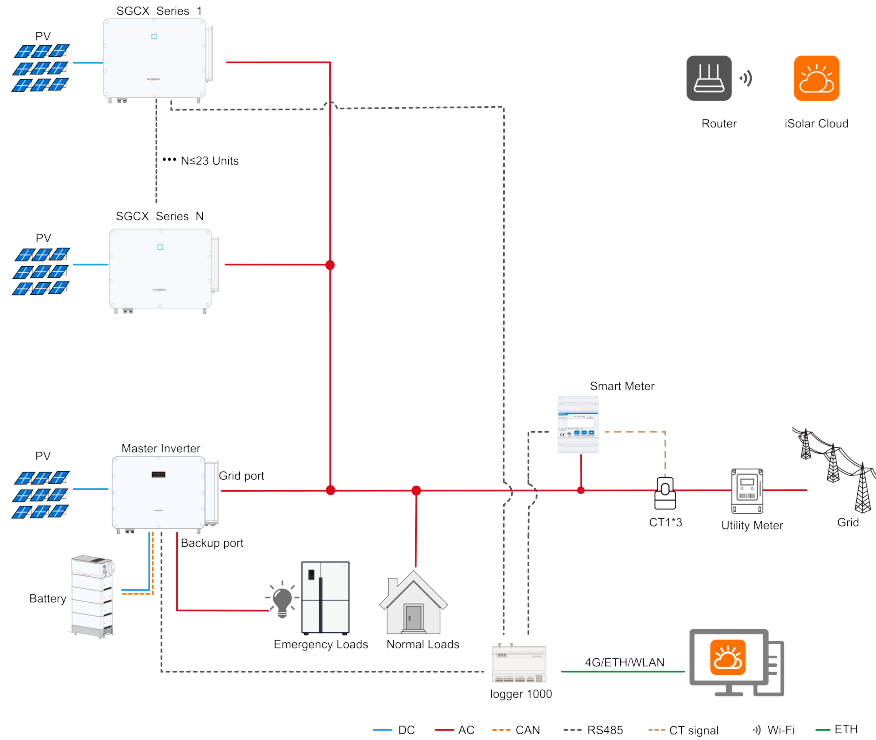 SGCX Series 1
PV
Router
iSolar Cloud
••• N≤23 Units
SGCX Series N
PV
Smart Meter
Master Inverter
PV
Grid port
CT1*3
Utility Meter
Grid
Backup port
Battery
Emergency Loads
Normal Loads
4G/ETH/WLAN
logger 1000
DC
AC
CAN
RS485
CT signal
Wi-Fi
ETH